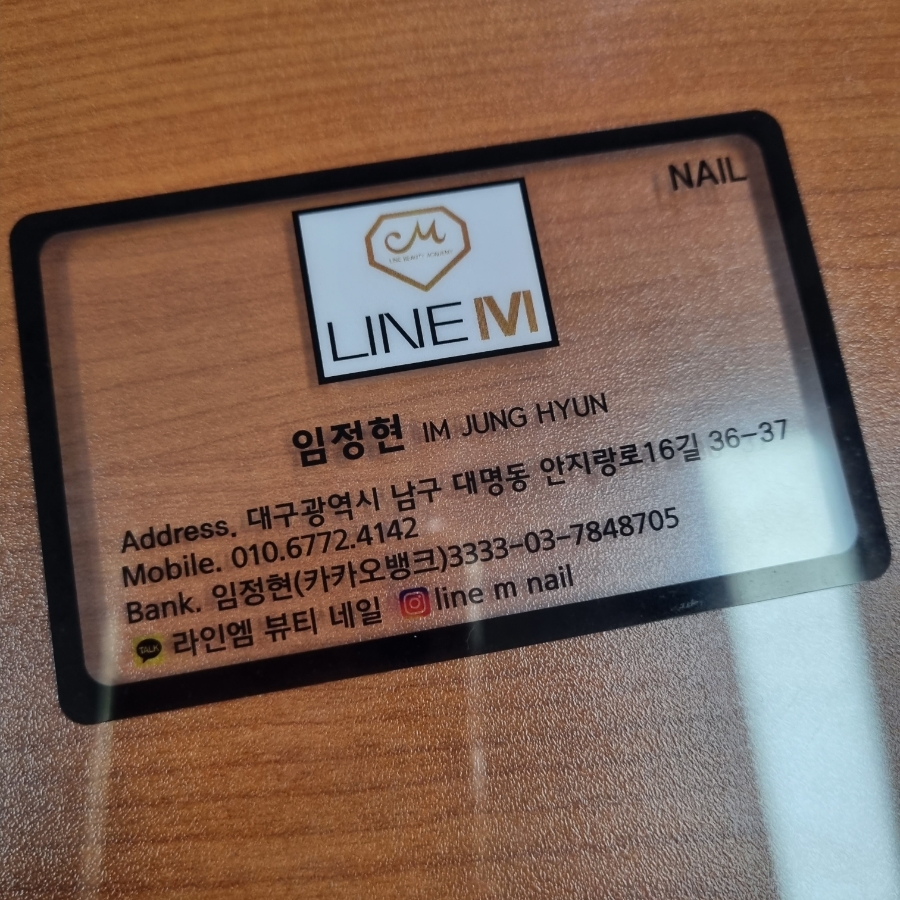 NAIL
M
LINE M
임정현 IM JUNG HYUN
Address. 대구광역시 남구 대명동 안지랑로16길 36-37
Mobile. 010.6772.4142
Bank. 임정현(카카오뱅크)3333-03-7848705
TALK 라인엠 뷰티 네일 line m nail